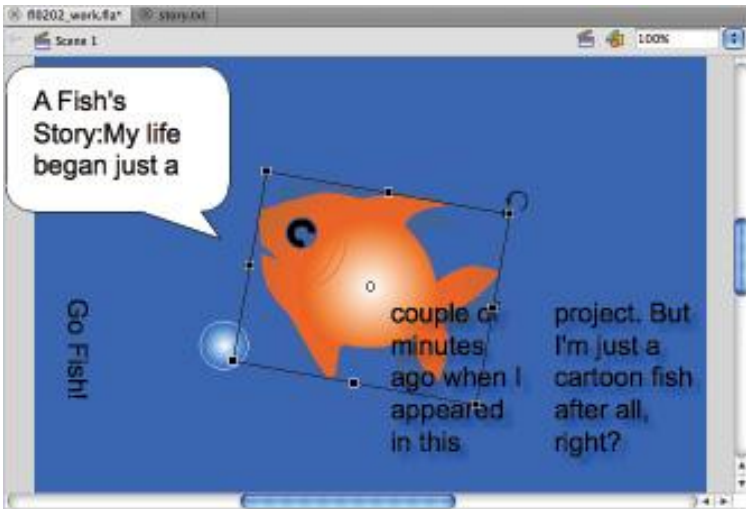 fl0202_work.fla*
story.txt
Scene 1
100%
A Fish's
Story:My life
began just a
couple of
minutes
ago when I
appeared
in this
project. But
I'm just a
cartoon fish
after all,
right?
Go Fish!